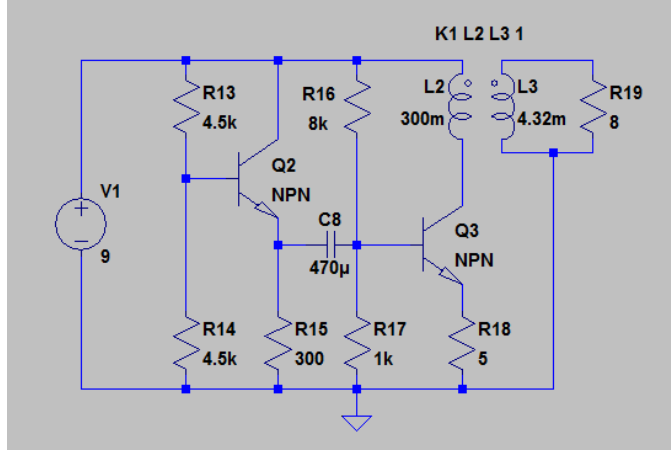 K1 L2 L3 1
R13
4.5k
R16
8k
L2
300m
L3
4.32m
R19
8
Q2
NPN
V1
9
C8
470µ
Q3
NPN
R14
4.5k
R15
300
R17
1k
R18
5